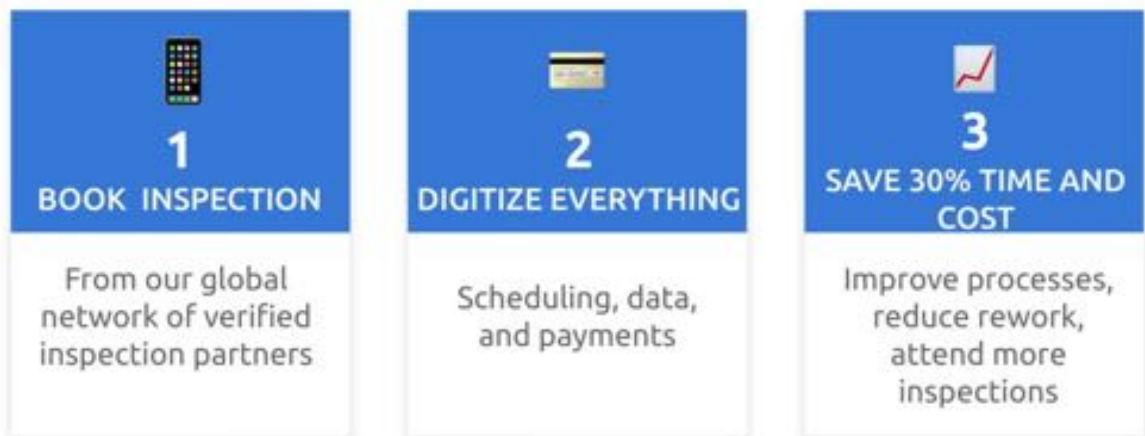 1
BOOK INSPECTION
From our global
network of verified
inspection partners
2
DIGITIZE EVERYTHING
Scheduling, data,
and payments
3
SAVE 30% TIME AND
COST
Improve processes,
reduce rework,
attend more
inspections